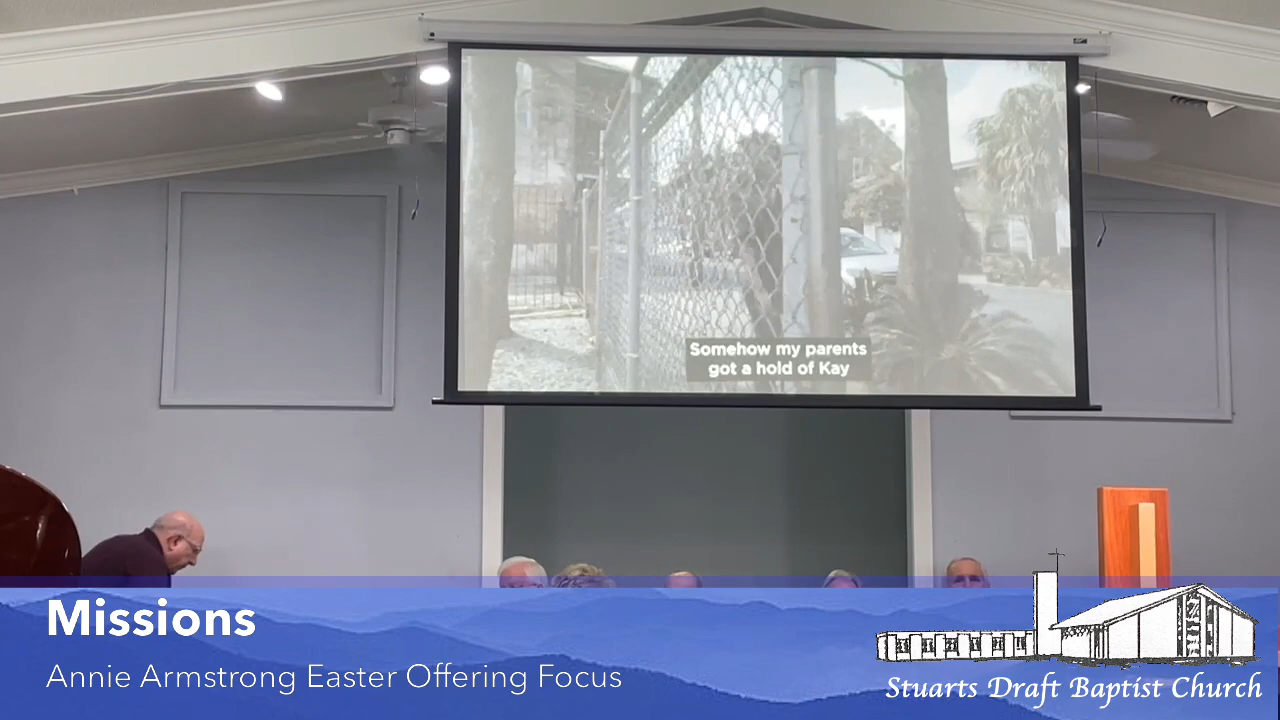 Somehow my parents
got a hold of Kay
Missions
Annie Armstrong Easter Offering Focus
Stuarts Draft Baptist Church